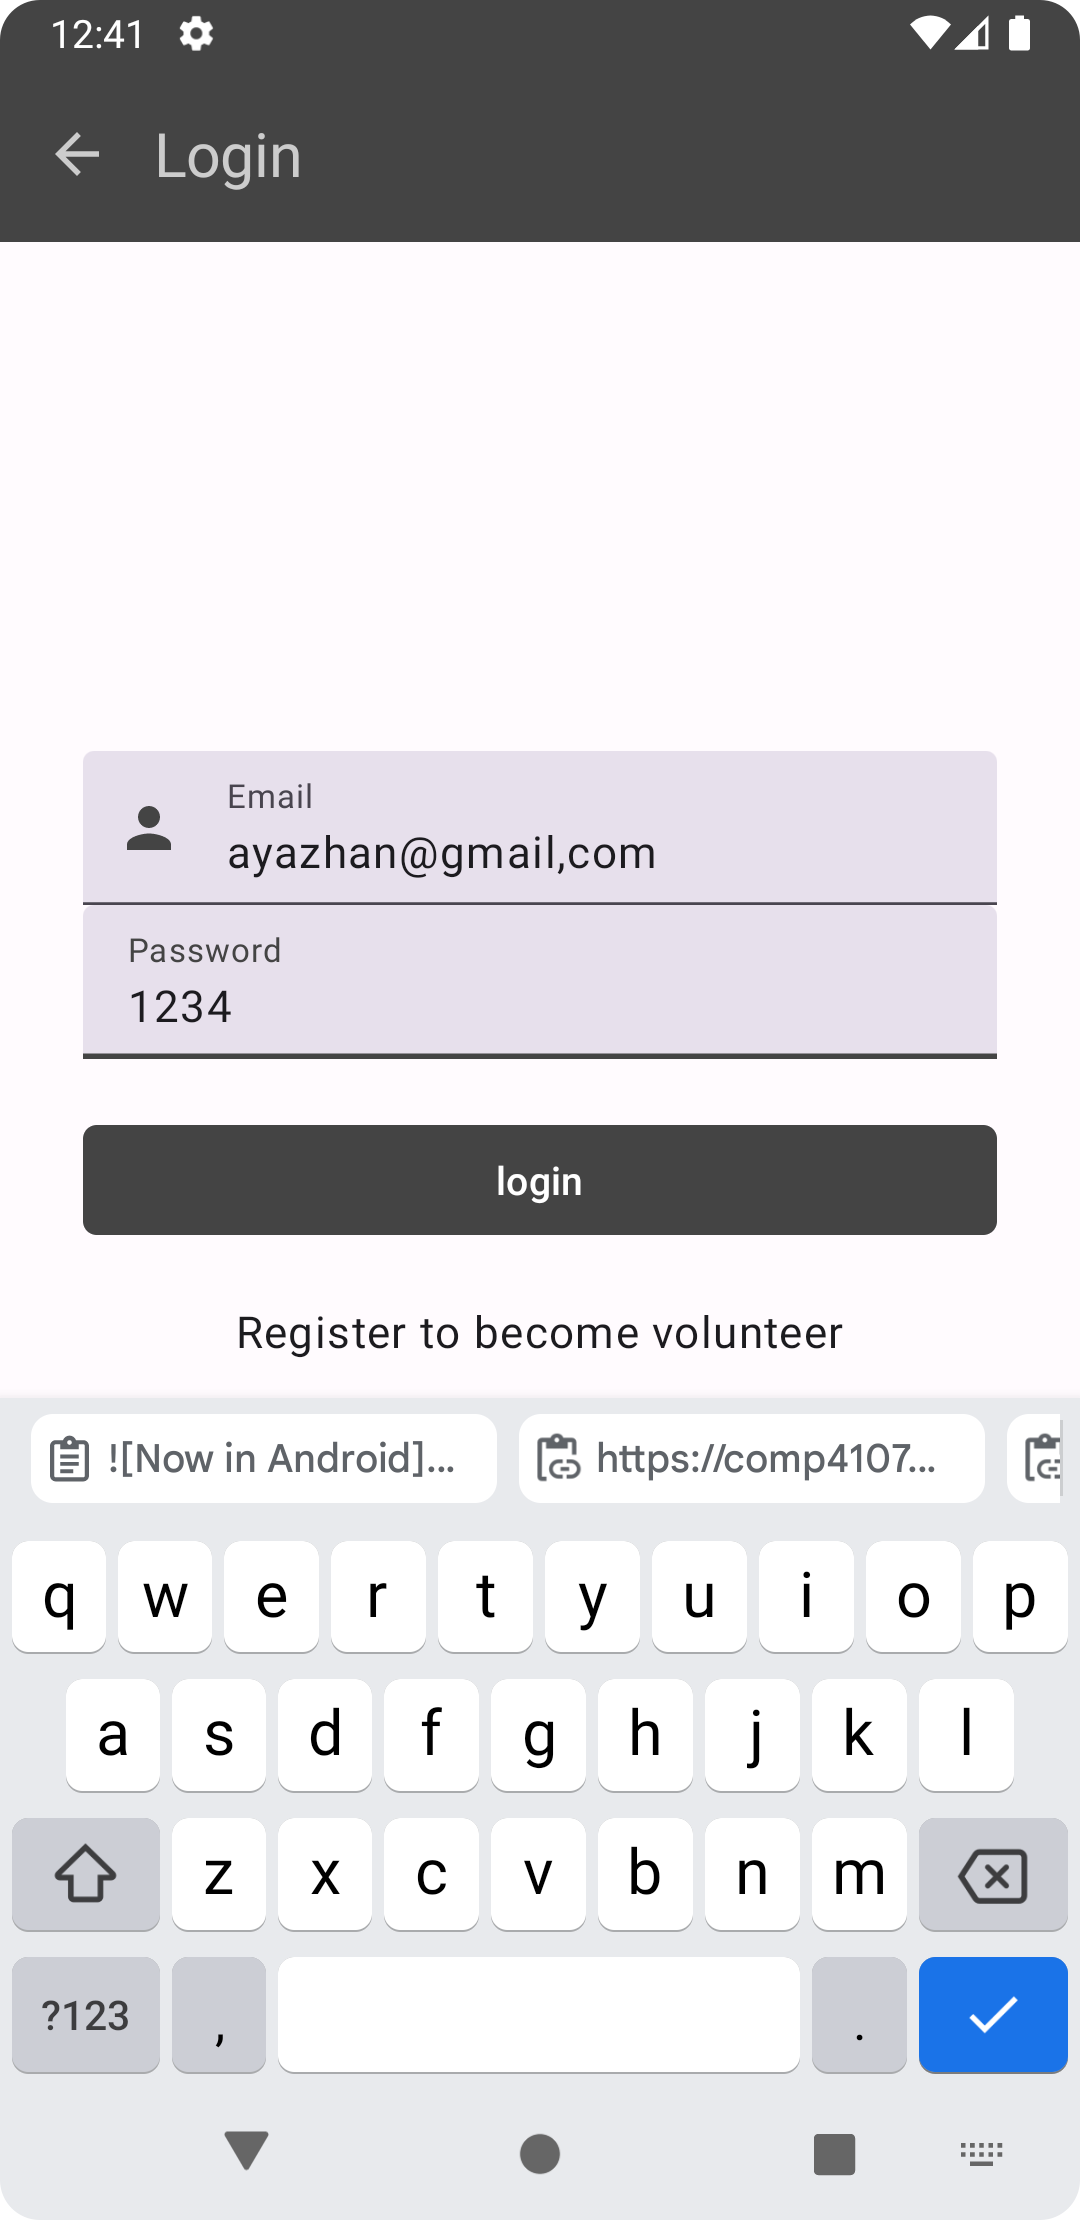 12:41
Login
Email
ayazhan@gmail,com
Password
1234
login
Register to become volunteer
![Now in Android]... https://comp4107...
q w e r t y u i o p
a s d f g h j k l
z x c v b n m
?123 , .